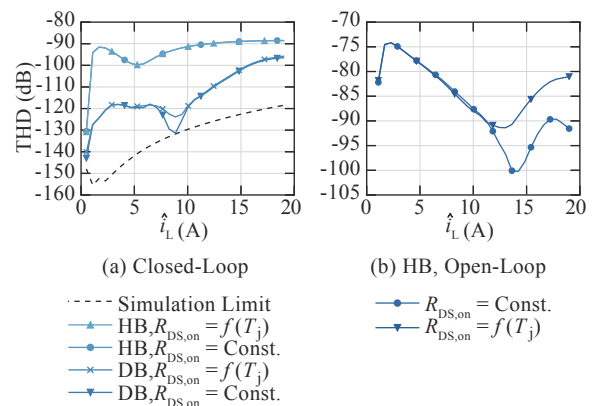 THD (dB)
-80
-90
-100
-110
-120
-130
-140
-150
-160
0 5 10 15 20
î_L (A)
(a) Closed-Loop
-70
-75
-80
-85
-90
-95
-100
-105
0 5 10 15 20
î_L (A)
(b) HB, Open-Loop
Simulation Limit
HB,R_DS,on = f(T_j)
HB,R_DS,on = Const.
DB,R_DS,on = f(T_j)
DB,R_DS,on = Const.
R_DS,on = Const.
R_DS,on = f(T_j)